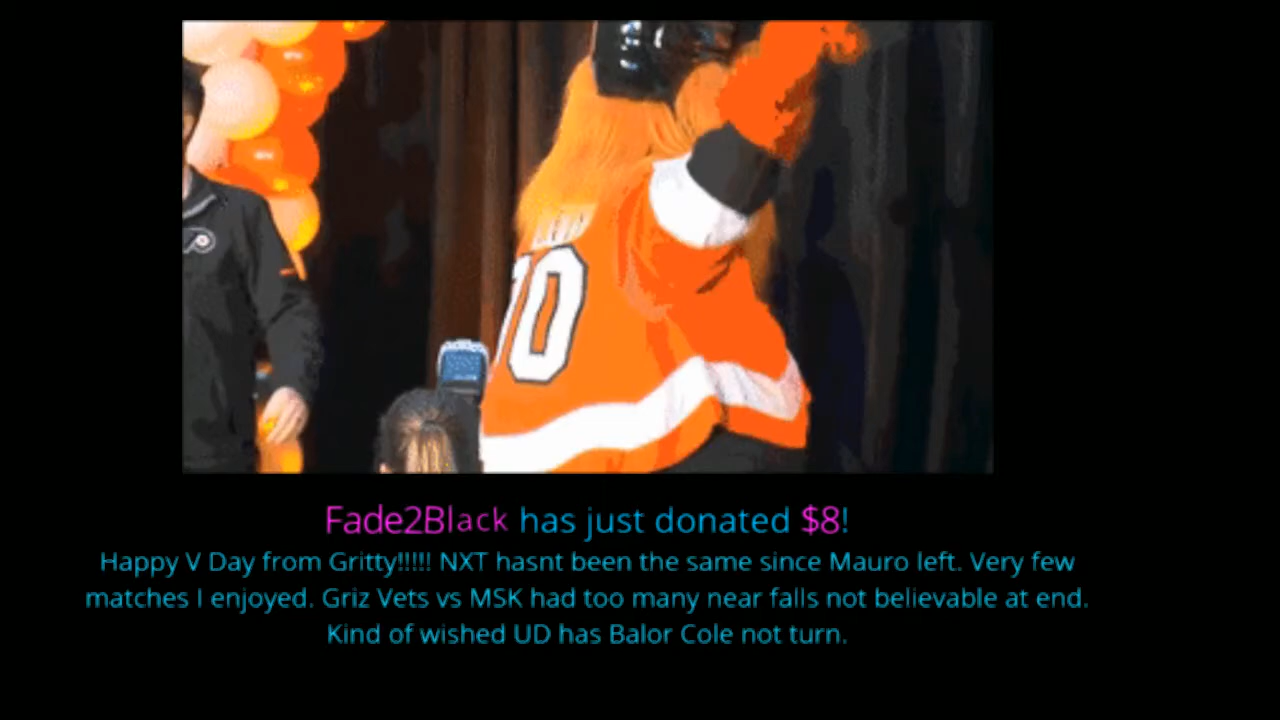 00
Fade2Black has just donated $8!
Happy V Day from Gritty!!!!! NXT hasnt been the same since Mauro left. Very few
matches I enjoyed. Griz Vets vs MSK had too many near falls not believable at end.
Kind of wished UD has Balor Cole not turn.